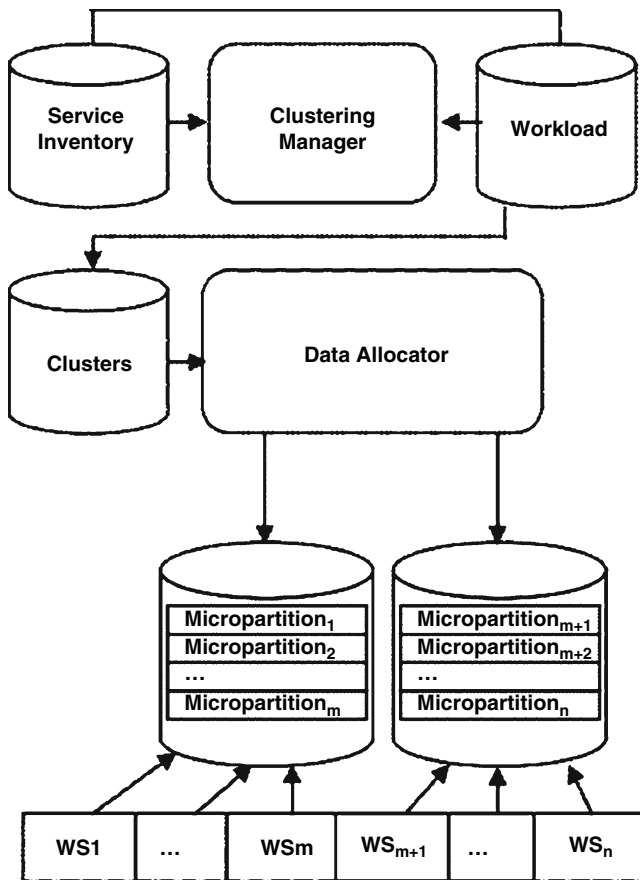 Service
Inventory
Clustering
Manager
Workload
Clusters
Data Allocator
Micropartition₁
Micropartition₂
...
Micropartitionₘ
Micropartitionₘ₊₁
Micropartitionₘ₊₂
...
Micropartitionₙ
WS1
...
WSm
WSₘ₊₁
...
WSₙ